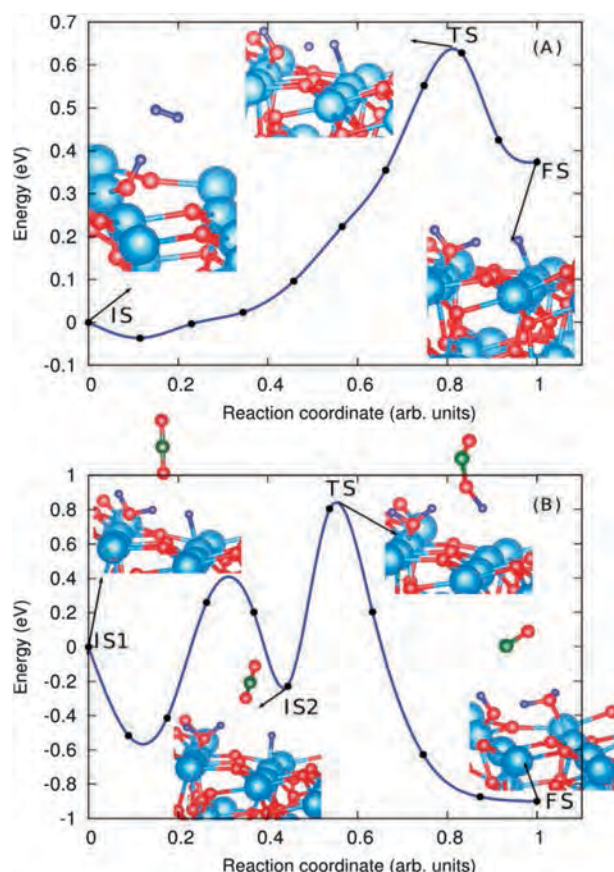 0.7
0.6
0.5
0.4
0.3
0.2
0.1
0
-0.1
Energy (eV)
TS
(A)
FS
IS
0 0.2 0.4 0.6 0.8 1
Reaction coordinate (arb. units)
1
0.8
0.6
0.4
0.2
0
-0.2
-0.4
-0.6
-0.8
-1
Energy (eV)
TS
(B)
IS1
IS2
FS
0 0.2 0.4 0.6 0.8 1
Reaction coordinate (arb. units)